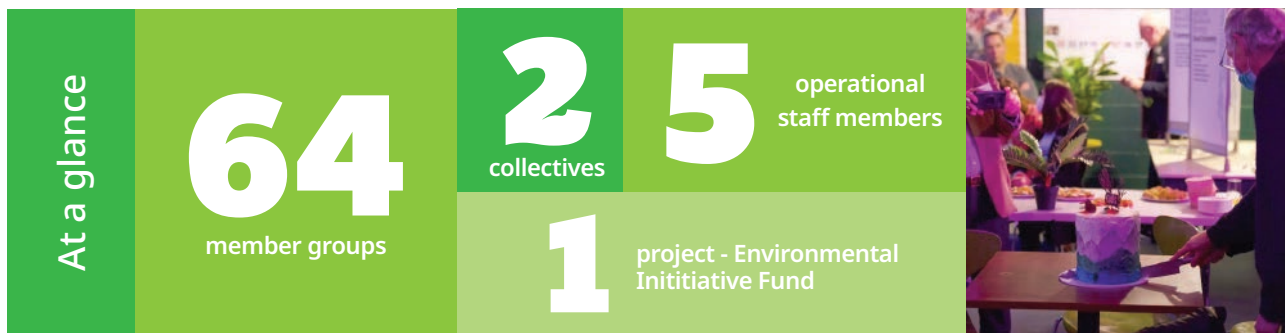 At a glance
64
member groups
2
collectives
5
operational
staff members
1
project - Environmental
Inititiative Fund